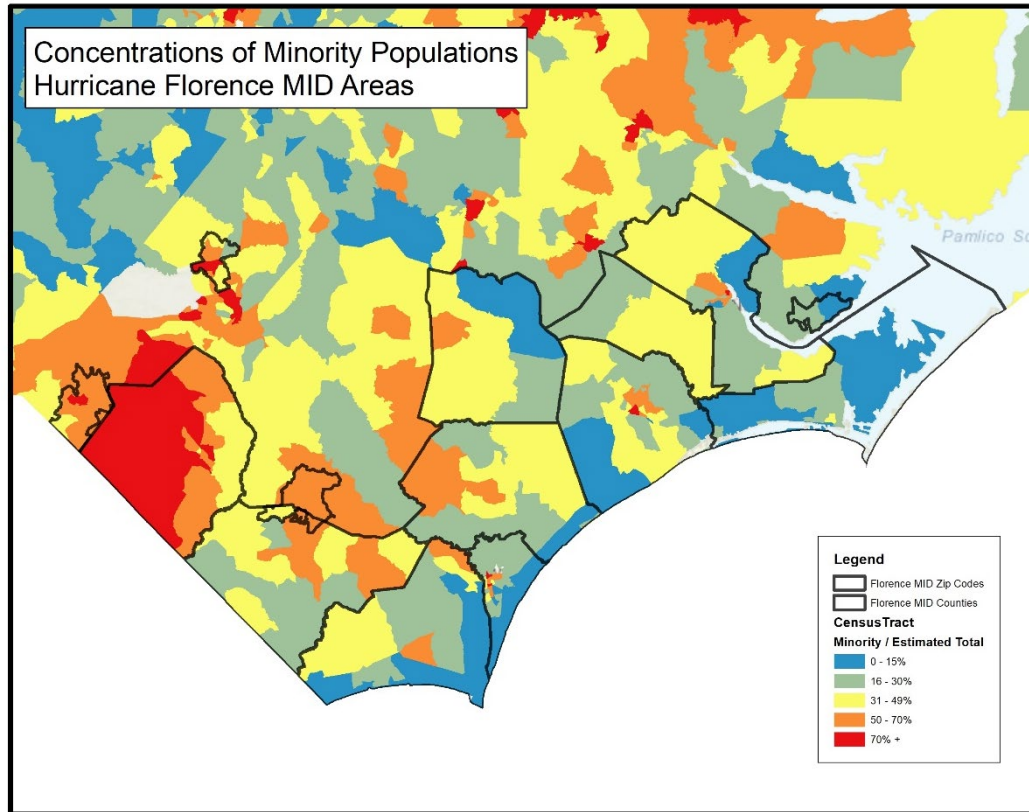 Concentrations of Minority Populations
Hurricane Florence MID Areas
Pamlico So
Legend
Florence MID Zip Codes
Florence MID Counties
CensusTract
Minority / Estimated Total
0 - 15%
16 - 30%
31 - 49%
50 - 70%
70% +